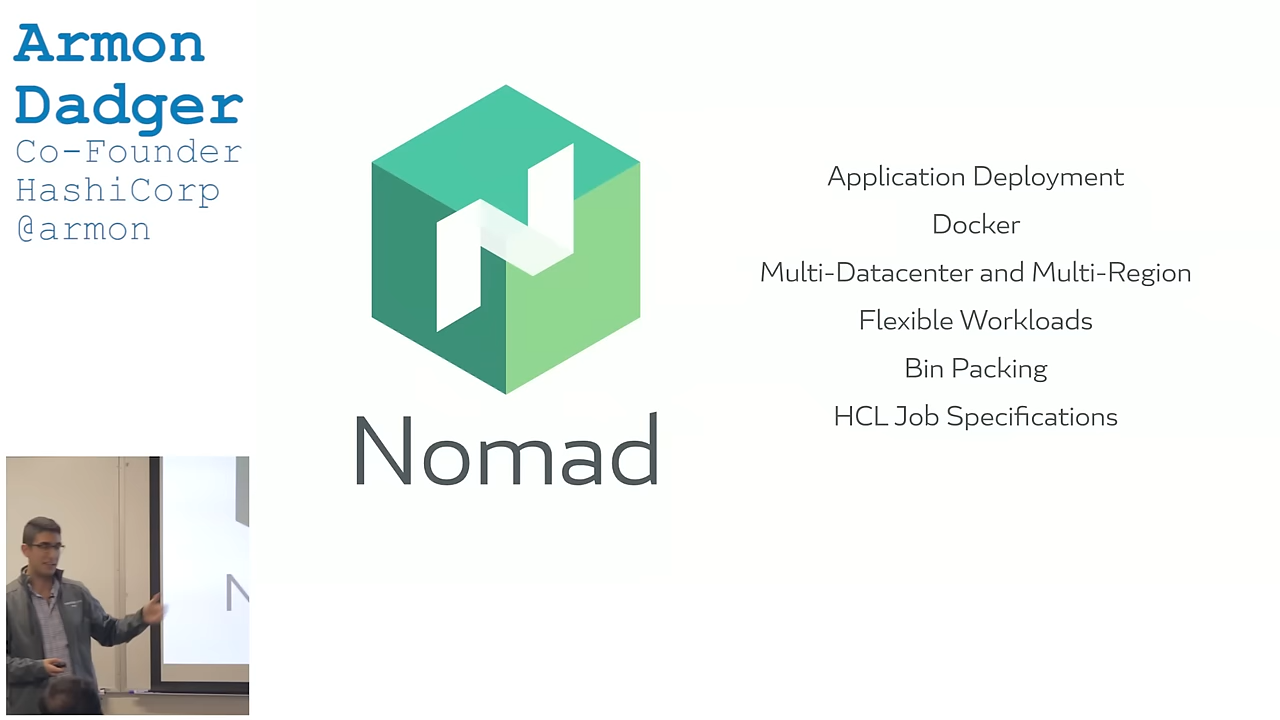 Armon
Dadger
Co-Founder
HashiCorp
@armon
Nomad
Application Deployment
Docker
Multi-Datacenter and Multi-Region
Flexible Workloads
Bin Packing
HCL Job Specifications
N